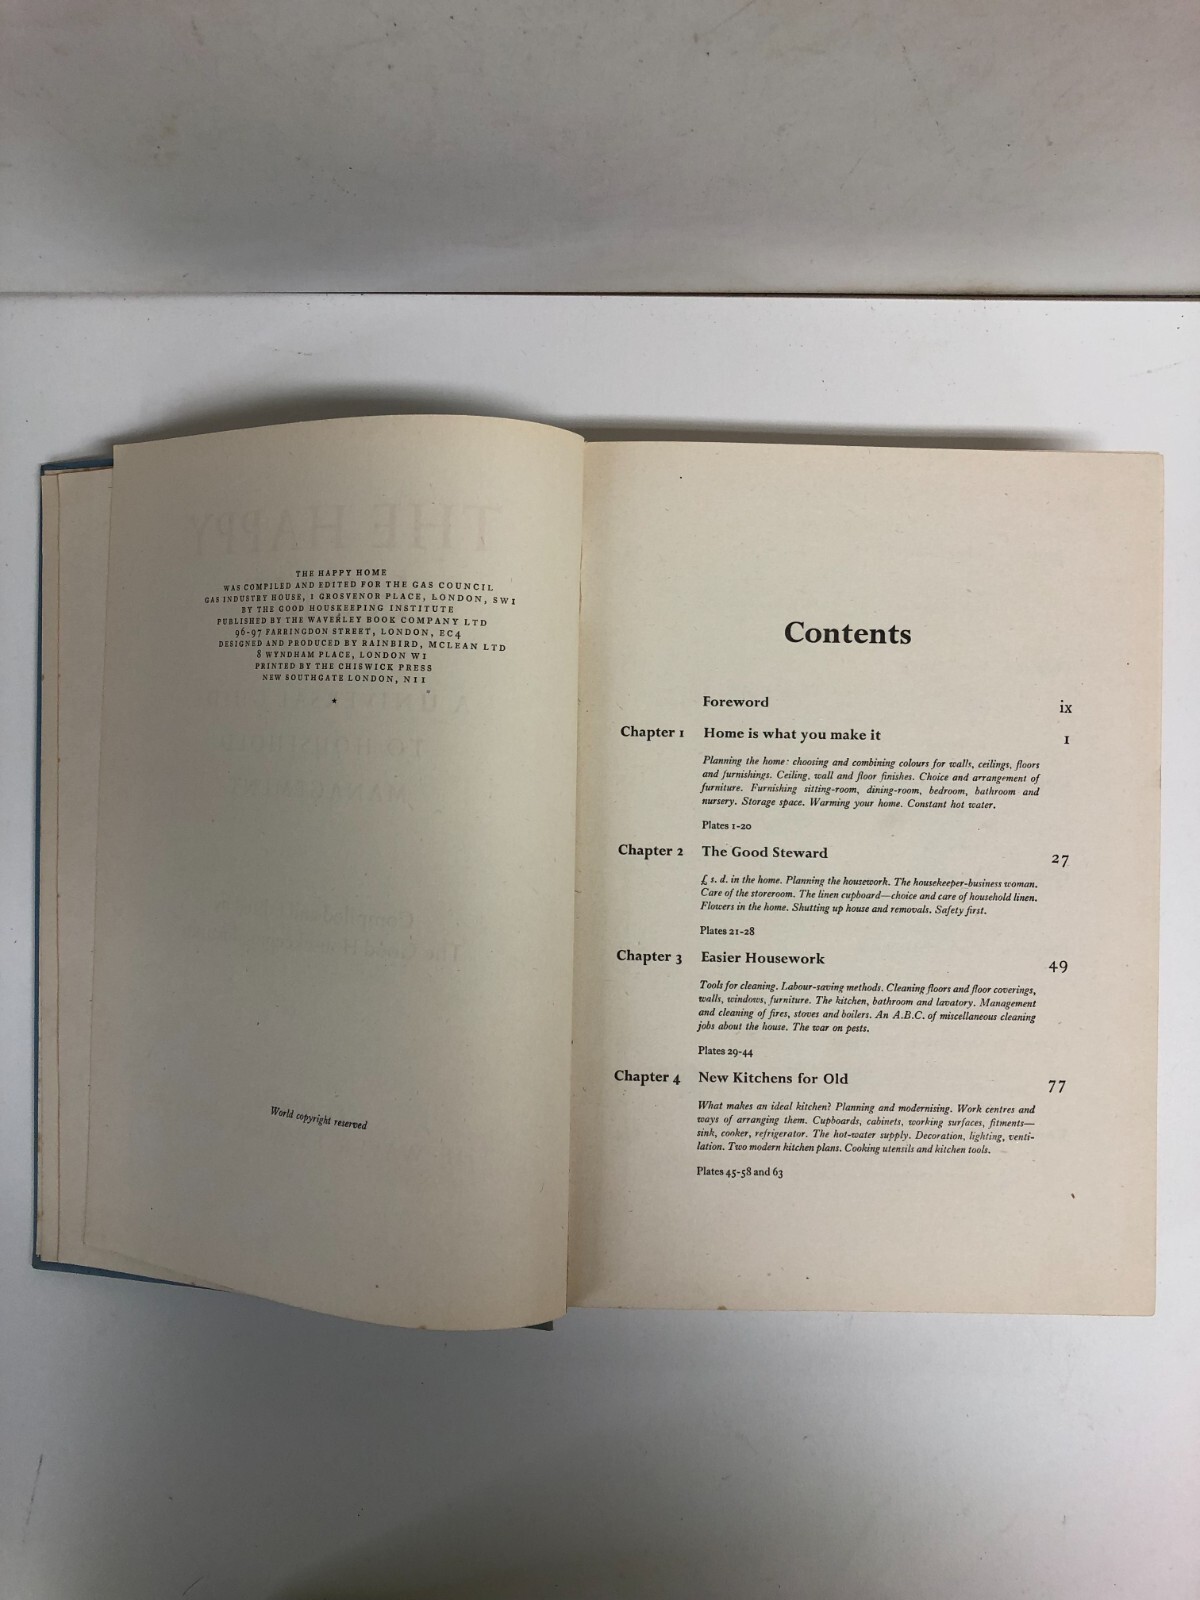 THE HAPPY HOME
WAS COMPILED AND EDITED FOR THE GAS COUNCIL
GAS INDUSTRY HOUSE, 1 GROSVENOR PLACE, LONDON, SW1
BY THE GOOD HOUSKEEPING INSTITUTE
PUBLISHED BY THE WAVERLEY BOOK COMPANY LTD
96-97 FARRINGDON STREET, LONDON, EC4
DESIGNED AND PRODUCED BY RAINBIRD, MCLEAN LTD
8 WYNDHAM PLACE, LONDON W1
PRINTED BY THE CHISWICK PRESS
NEW SOUTHGATE LONDON, N11
*
World copyright reserved
Contents
Foreword ix
Chapter 1 Home is what you make it 1
Planning the home: choosing and combining colours for walls, ceilings, floors
and furnishings. Ceiling, wall and floor finishes. Choice and arrangement of
furniture. Furnishing sitting-room, dining-room, bedroom, bathroom and
nursery. Storage space. Warming your home. Constant hot water.
Plates 1-20
Chapter 2 The Good Steward 27
£ s. d. in the home. Planning the housework. The housekeeper-business woman.
Care of the storeroom. The linen cupboard—choice and care of household linen.
Flowers in the home. Shutting up house and removals. Safety first.
Plates 21-28
Chapter 3 Easier Housework 49
Tools for cleaning. Labour-saving methods. Cleaning floors and floor coverings,
walls, windows, furniture. The kitchen, bathroom and lavatory. Management
and cleaning of fires, stoves and boilers. An A.B.C. of miscellaneous cleaning
jobs about the house. The war on pests.
Plates 29-44
Chapter 4 New Kitchens for Old 77
What makes an ideal kitchen? Planning and modernising. Work centres and
ways of arranging them. Cupboards, cabinets, working surfaces, fitments—
sink, cooker, refrigerator. The hot-water supply. Decoration, lighting, venti-
lation. Two modern kitchen plans. Cooking utensils and kitchen tools.
Plates 45-58 and 63